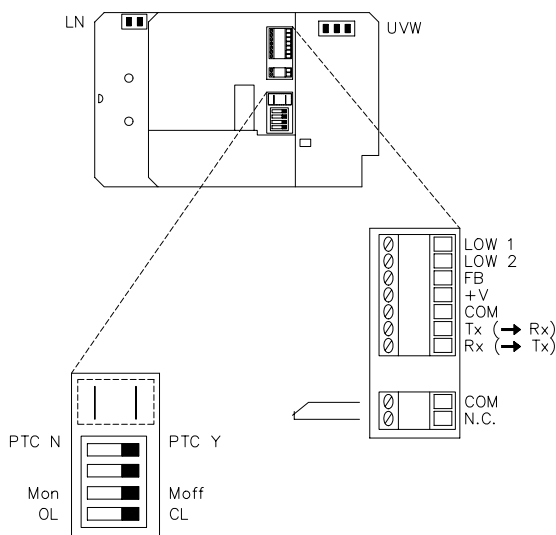 LN
UVW
D
LOW 1
LOW 2
FB
+V
COM
Tx (→ Rx)
Rx (→ Tx)
COM
N.C.
PTC N PTC Y
Mon Moff
OL CL